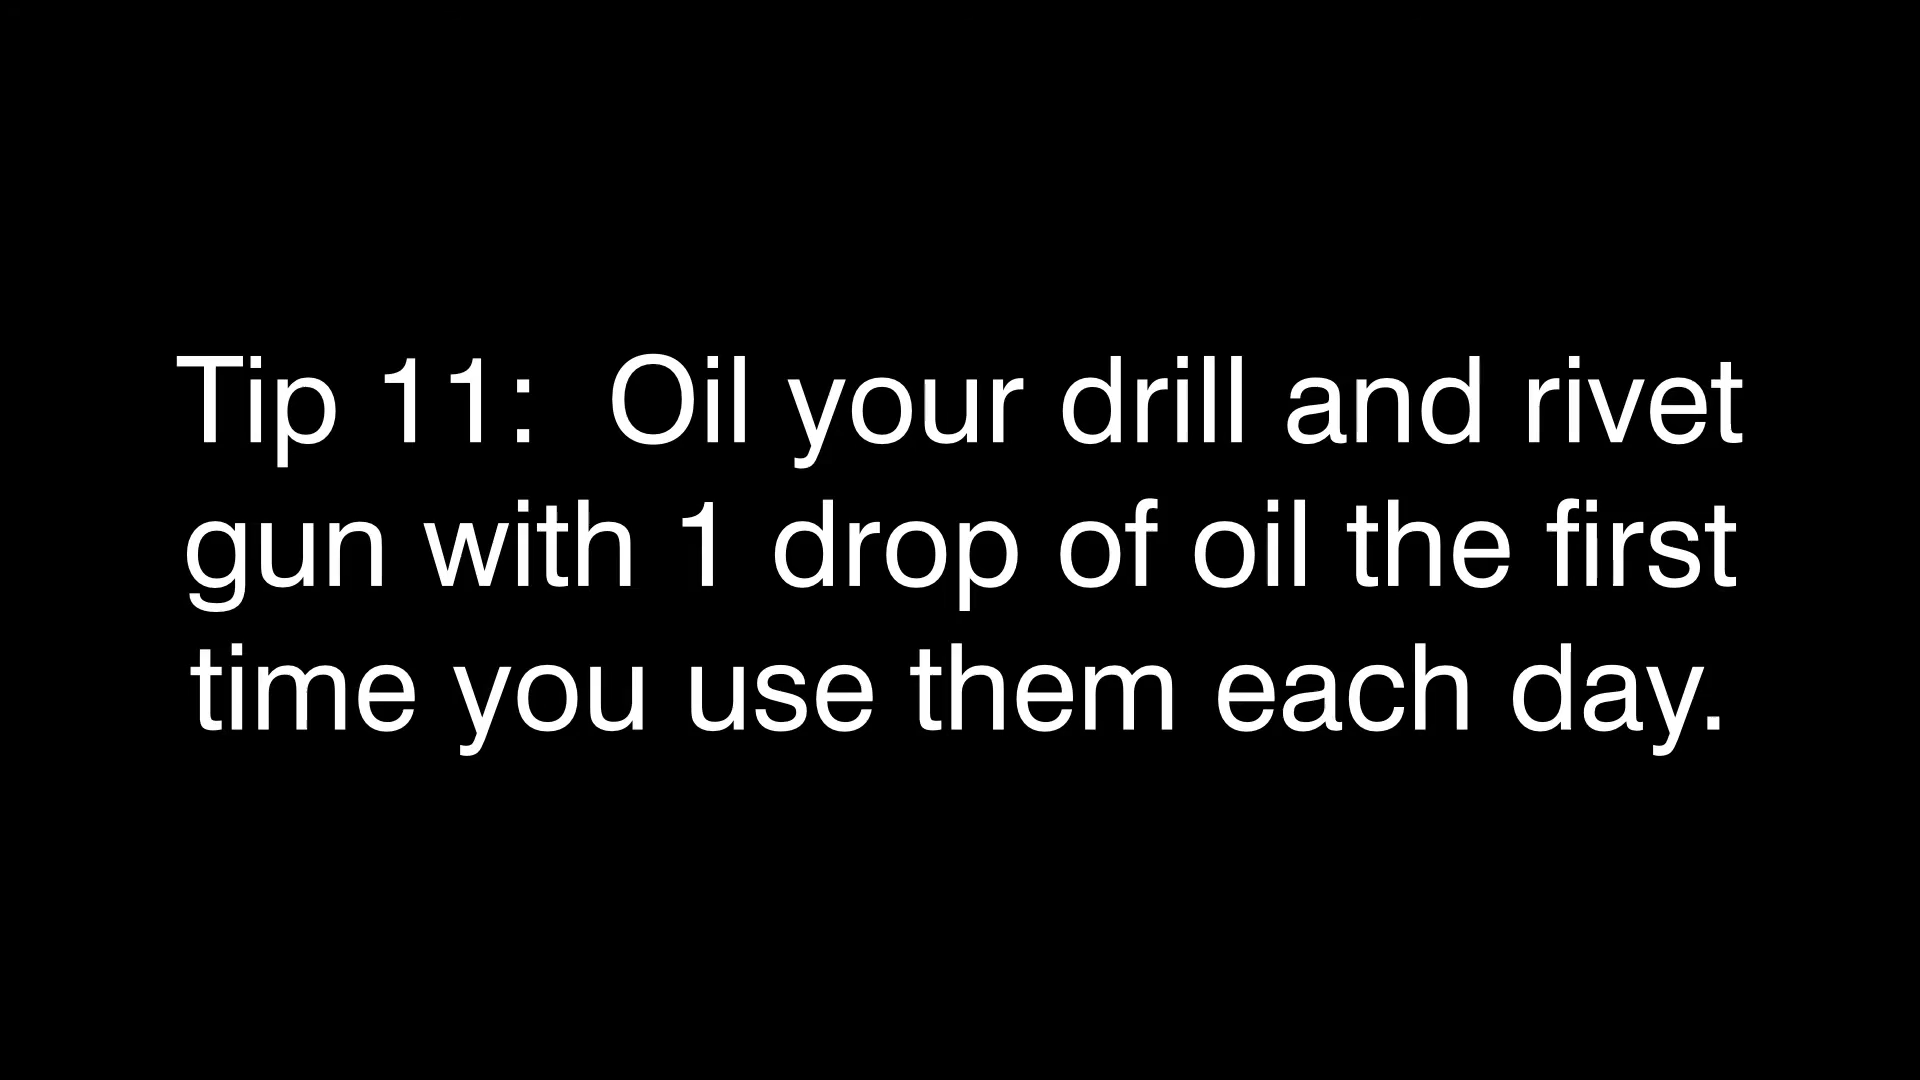 Tip 11:  Oil your drill and rivet
gun with 1 drop of oil the first
time you use them each day.